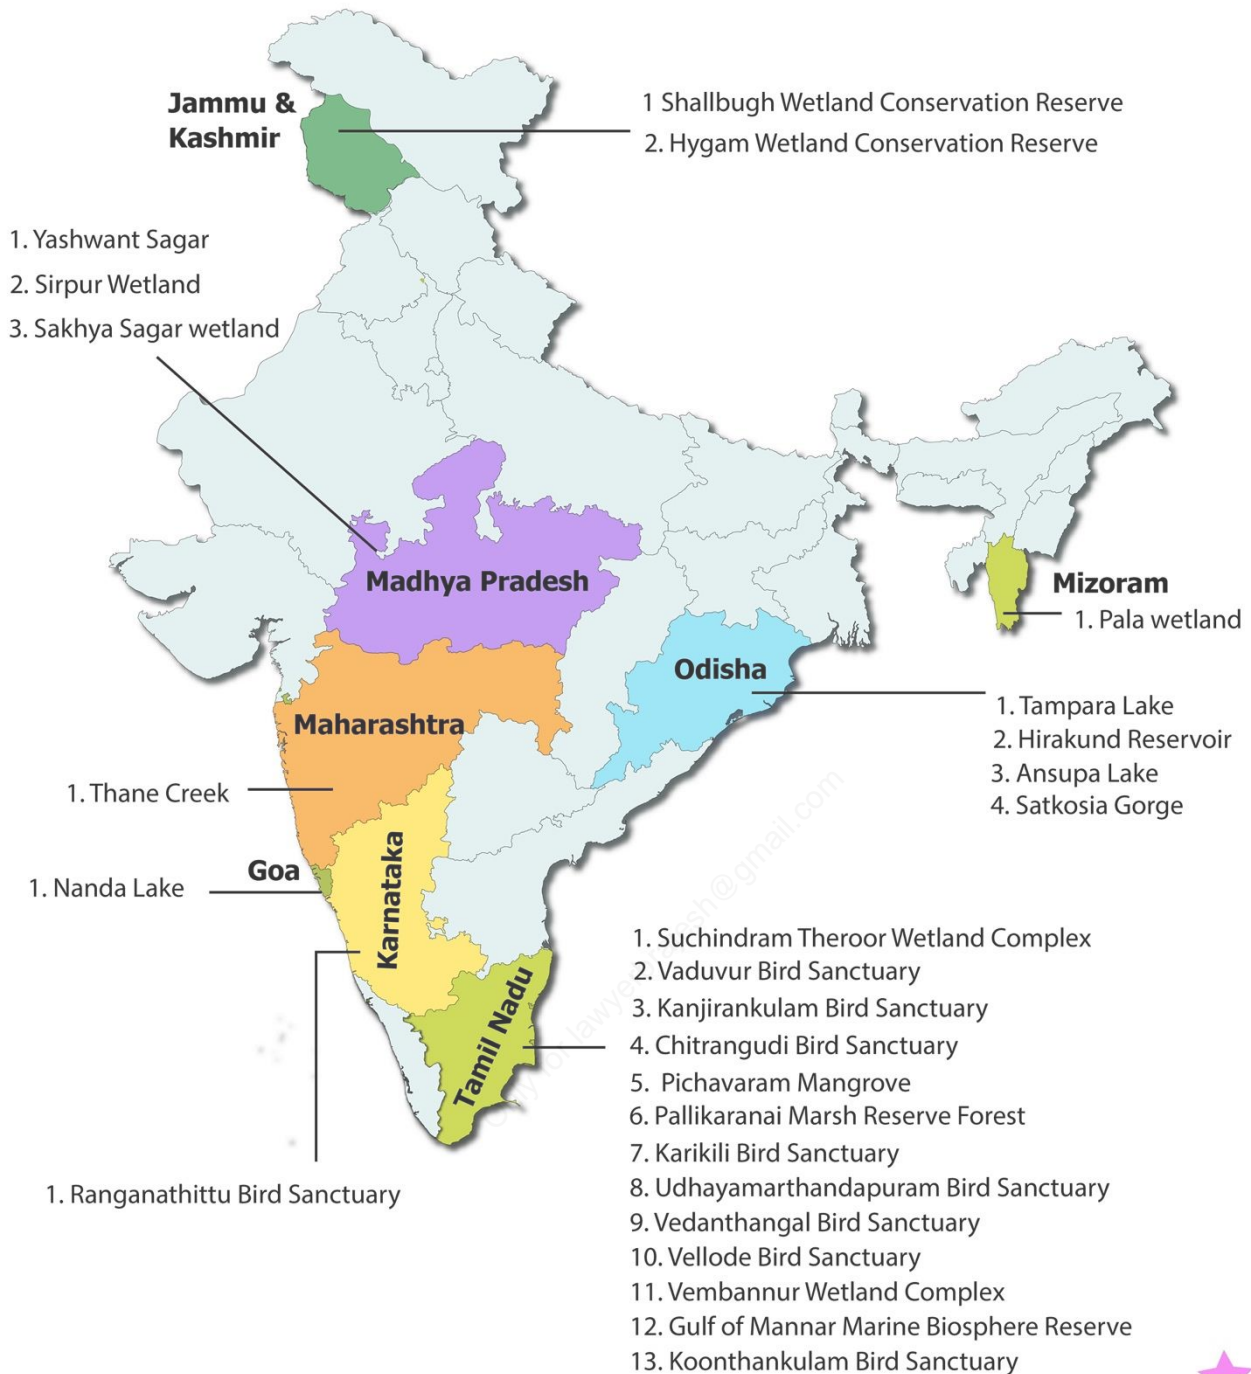 Jammu &
Kashmir
1 Shallbugh Wetland Conservation Reserve
2. Hygam Wetland Conservation Reserve
1. Yashwant Sagar
2. Sirpur Wetland
3. Sakhya Sagar wetland
Madhya Pradesh
Mizoram
1. Pala wetland
Odisha
1. Tampara Lake
2. Hirakund Reservoir
3. Ansupa Lake
4. Satkosia Gorge
Maharashtra
1. Thane Creek
Goa
1. Nanda Lake
Karnataka
1. Ranganathittu Bird Sanctuary
Tamil Nadu
1. Suchindram Theroor Wetland Complex
2. Vaduvur Bird Sanctuary
3. Kanjirankulam Bird Sanctuary
4. Chitrangudi Bird Sanctuary
5. Pichavaram Mangrove
6. Pallikaranai Marsh Reserve Forest
7. Karikili Bird Sanctuary
8. Udhayamarthandapuram Bird Sanctuary
9. Vedanthangal Bird Sanctuary
10. Vellode Bird Sanctuary
11. Vembannur Wetland Complex
12. Gulf of Mannar Marine Biosphere Reserve
13. Koonthankulam Bird Sanctuary